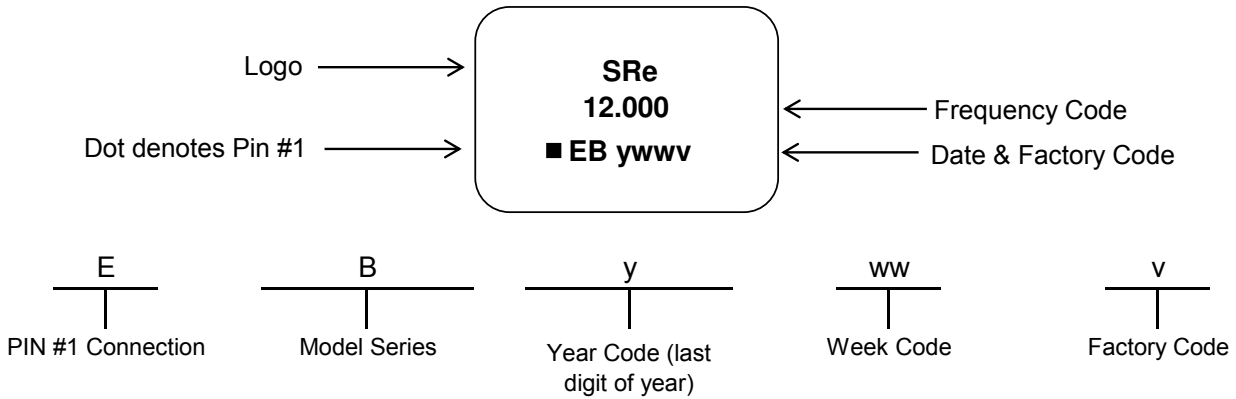 Logo
SRe
12.000
Frequency Code
Dot denotes Pin #1
■ EB ywwv
Date & Factory Code
E B y ww v
PIN #1 Connection
Model Series
Year Code (last
digit of year)
Week Code
Factory Code